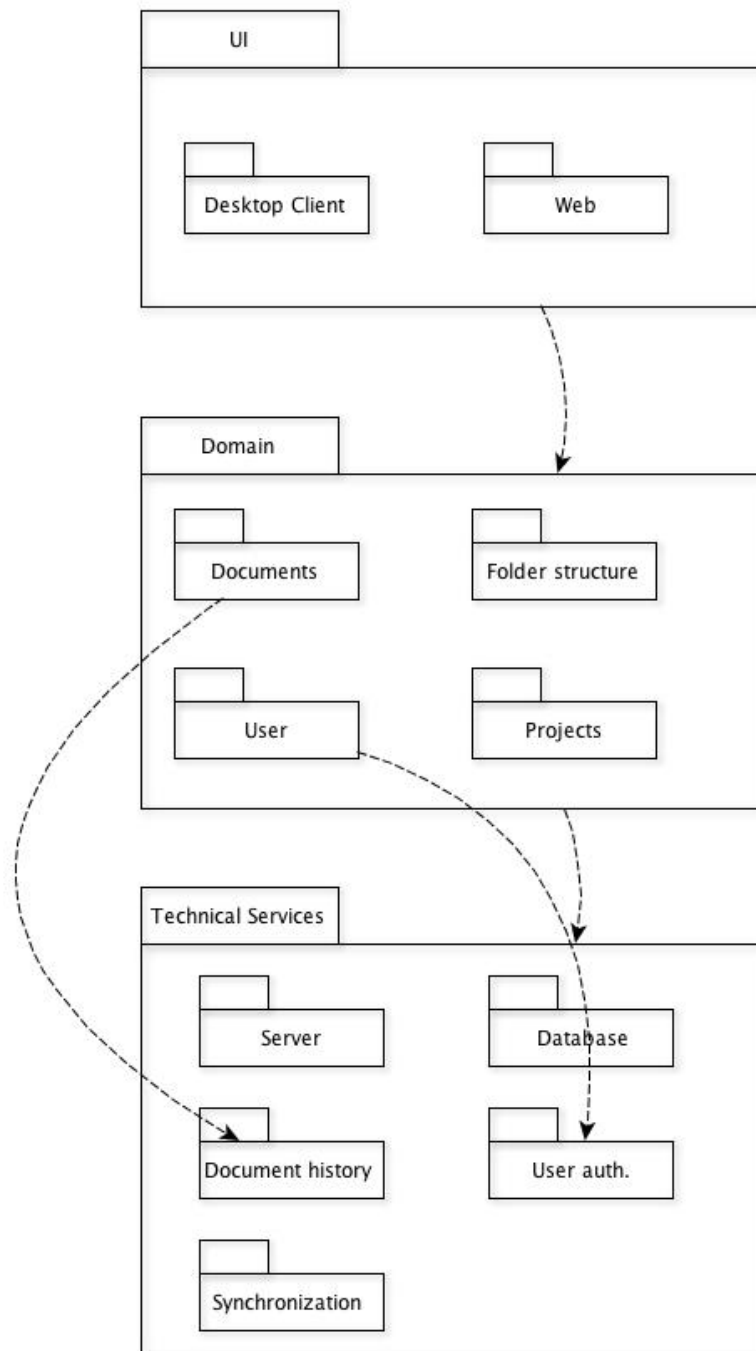 UI
Desktop Client
Web
Domain
Documents
Folder structure
User
Projects
Technical Services
Server
Database
Document history
User auth.
Synchronization